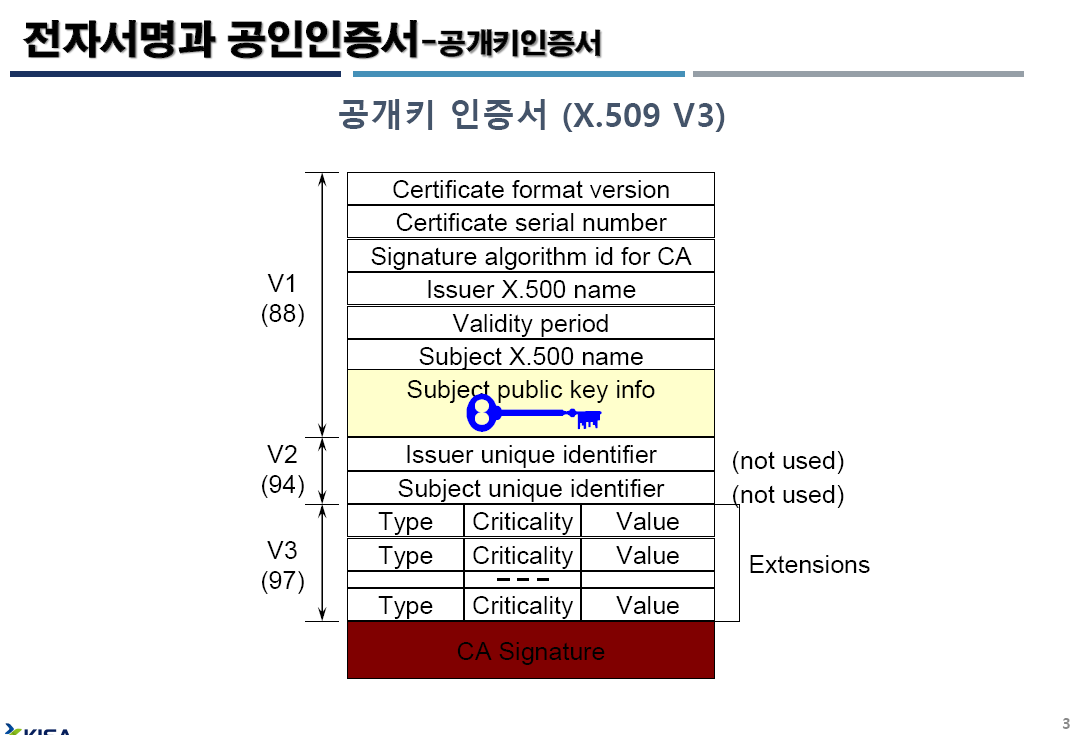 전자서명과 공인인증서-공개키인증서
공개키 인증서 (X.509 V3)
Certificate format version
Certificate serial number
Signature algorithm id for CA
Issuer X.500 name
Validity period
Subject X.500 name
Subject public key info
V1
(88)
Issuer unique identifier (not used)
Subject unique identifier (not used)
V2
(94)
Type Criticality Value
Type Criticality Value
Type Criticality Value
V3
(97)
Extensions
CA Signature
KISA
3